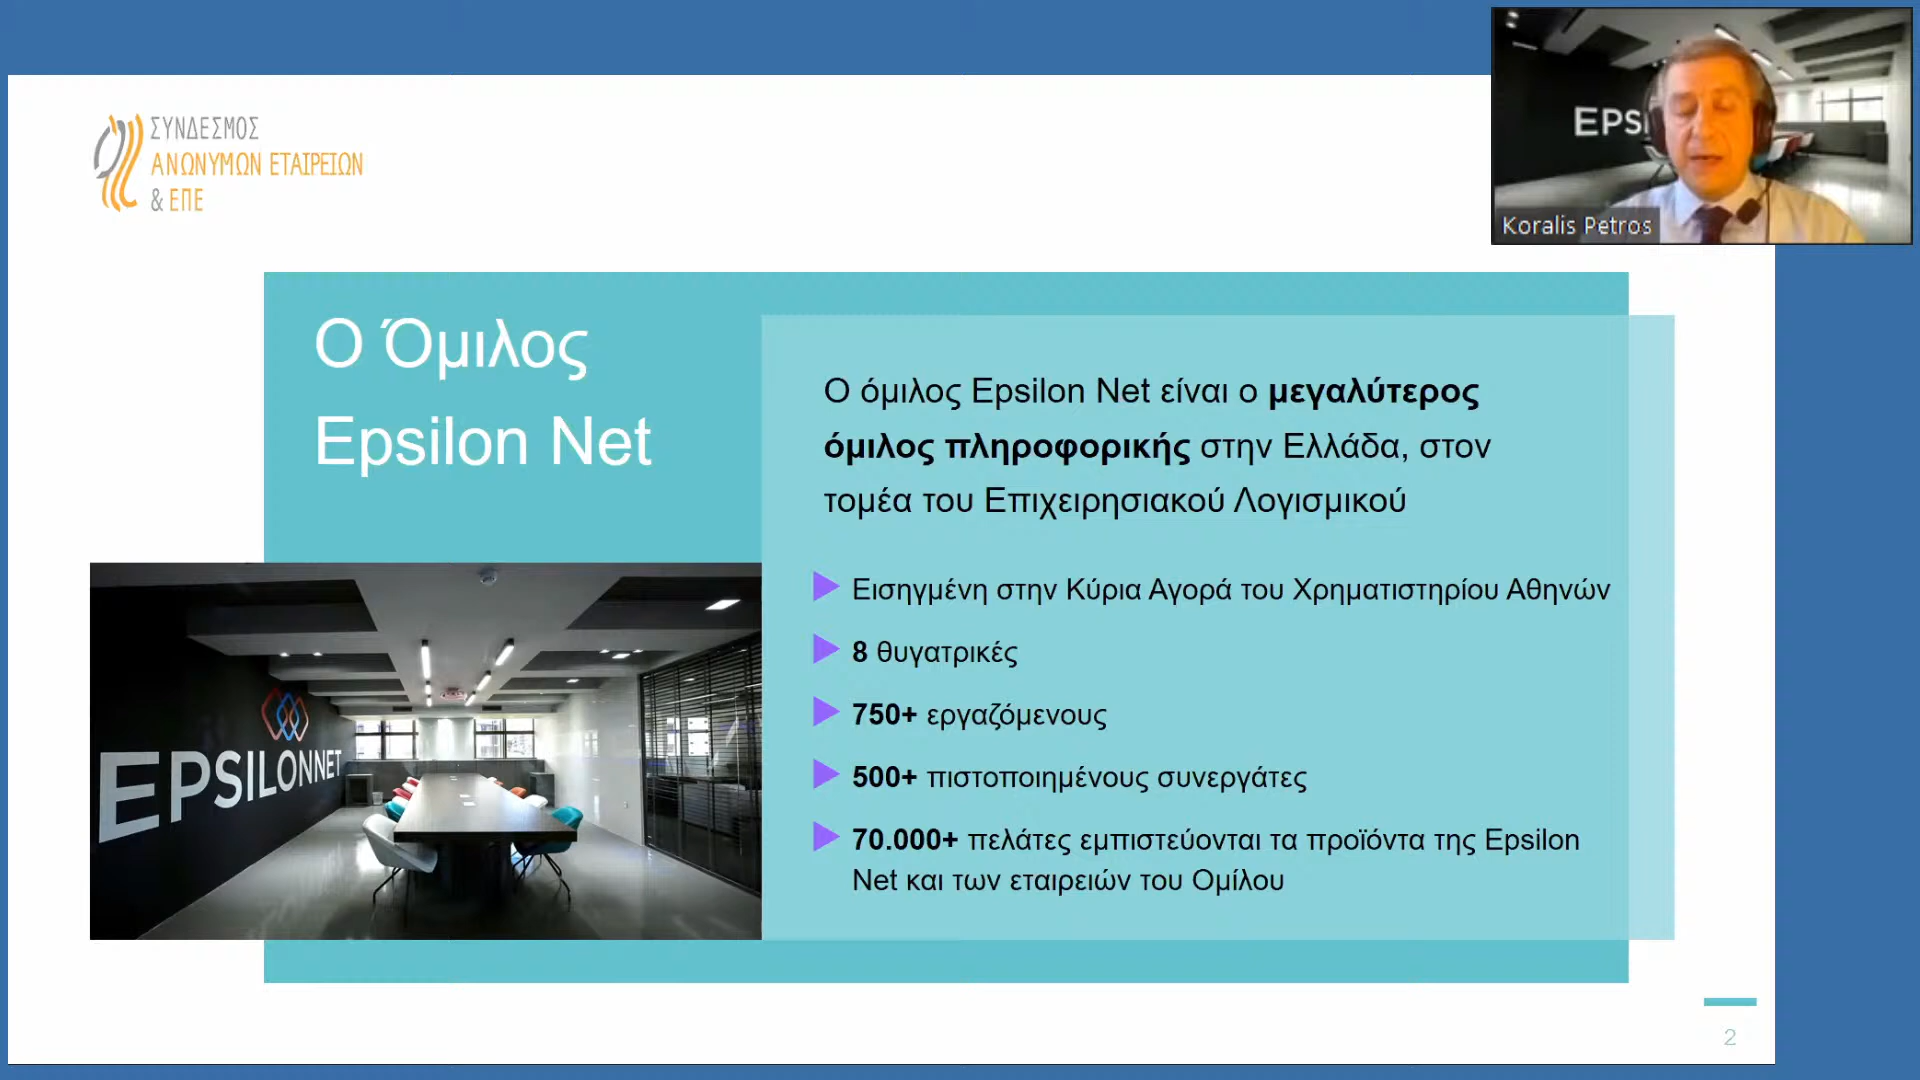 ΣΥΝΔΕΣΜΟΣ
ΑΝΩΝΥΜΩΝ ΕΤΑΙΡΕΙΩΝ
& ΕΠΕ
EPSI
Koralis Petros
Ο Όμιλος
Epsilon Net
Ο όμιλος Epsilon Net είναι ο μεγαλύτερος
όμιλος πληροφορικής στην Ελλάδα, στον
τομέα του Επιχειρησιακού Λογισμικού
Εισηγμένη στην Κύρια Αγορά του Χρηματιστηρίου Αθηνών
8 θυγατρικές
750+ εργαζόμενους
500+ πιστοποιημένους συνεργάτες
70.000+ πελάτες εμπιστεύονται τα προϊόντα της Epsilon
Net και των εταιρειών του Ομίλου
EPSILONNET
2